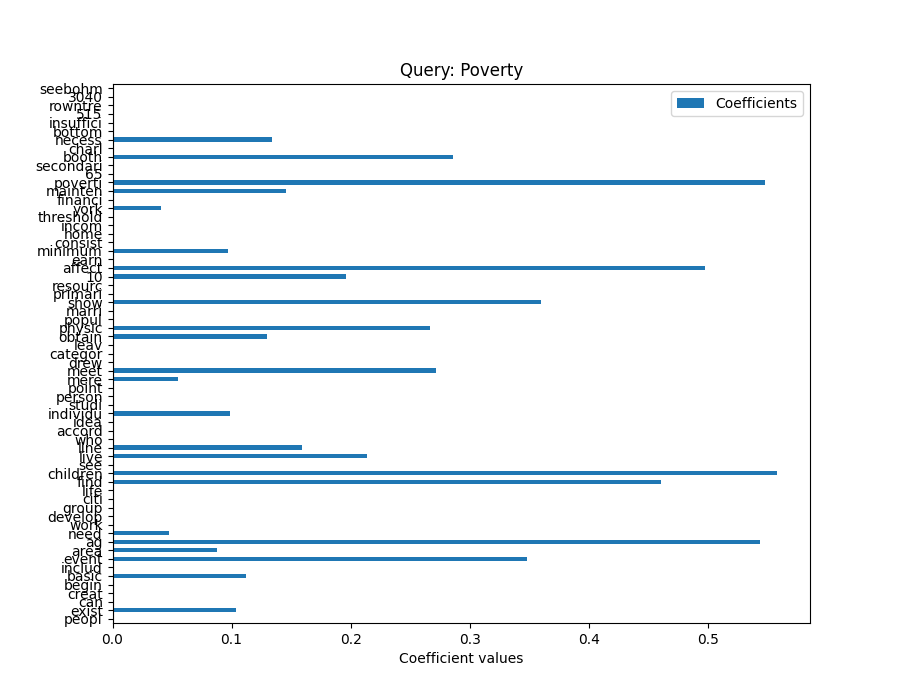 Query: Poverty
Coefficients
seebohm
3040
rowntre
515
insuffici
bottom
necess
charl
booth
secondari
65
poverti
mainten
financi
york
threshold
incom
home
consist
minimum
earn
affect
10
resourc
primari
show
marri
popul
physic
obtain
leav
categor
drew
meet
mere
point
person
studi
individu
idea
accord
who
line
live
see
children
find
life
citi
group
develop
work
need
ag
area
event
includ
basic
begin
creat
can
exist
peopl
0.0 0.1 0.2 0.3 0.4 0.5
Coefficient values